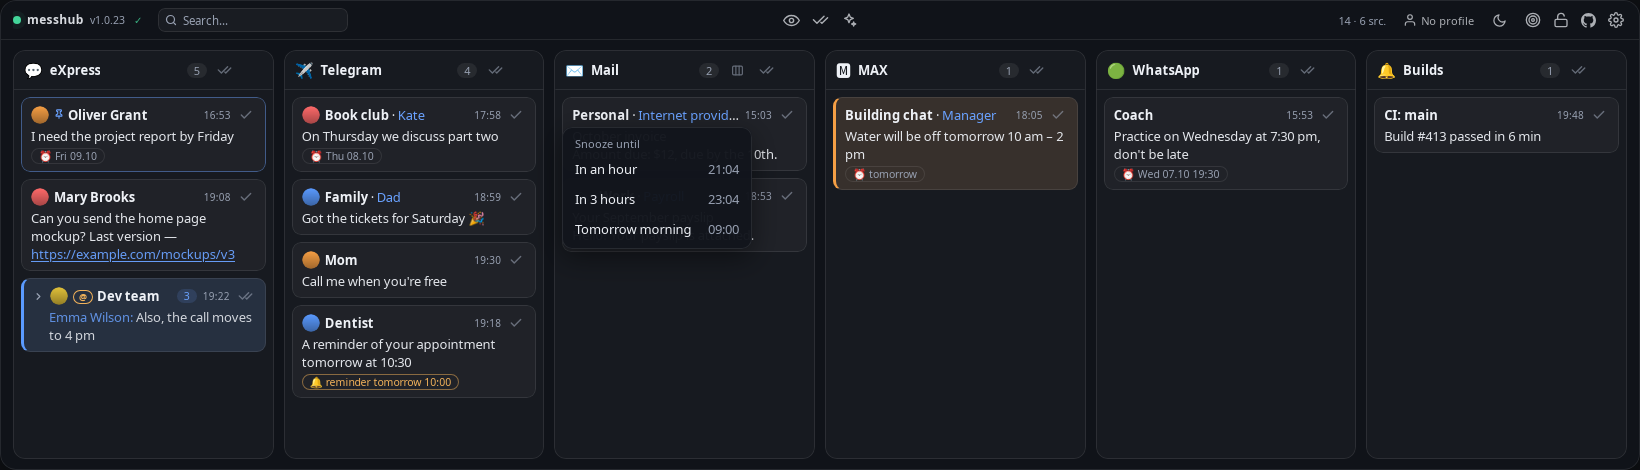 messhub v1.0.23 ✓ Search... 14 · 6 src. No profile
💬 eXpress 5
Oliver Grant 16:53
I need the project report by Friday
⏰ Fri 09.10
Mary Brooks 19:08
Can you send the home page
mockup? Last version —
https://example.com/mockups/v3
@ Dev team 3 19:22
Emma Wilson: Also, the call moves
to 4 pm
✈️ Telegram 4
Book club · Kate 17:58
On Thursday we discuss part two
⏰ Thu 08.10
Family · Dad 18:59
Got the tickets for Saturday 🎉
Mom 19:30
Call me when you're free
Dentist 19:18
A reminder of your appointment
tomorrow at 10:30
🔔 reminder tomorrow 10:00
✉️ Mail 2
Personal · Internet provid... 15:03
0th.
8:53
Snooze until
In an hour 21:04
In 3 hours 23:04
Tomorrow morning 09:00
M MAX 1
Building chat · Manager 18:05
Water will be off tomorrow 10 am – 2
pm
⏰ tomorrow
🟢 WhatsApp 1
Coach 15:53
Practice on Wednesday at 7:30 pm,
don't be late
⏰ Wed 07.10 19:30
🔔 Builds 1
CI: main 19:48
Build #413 passed in 6 min